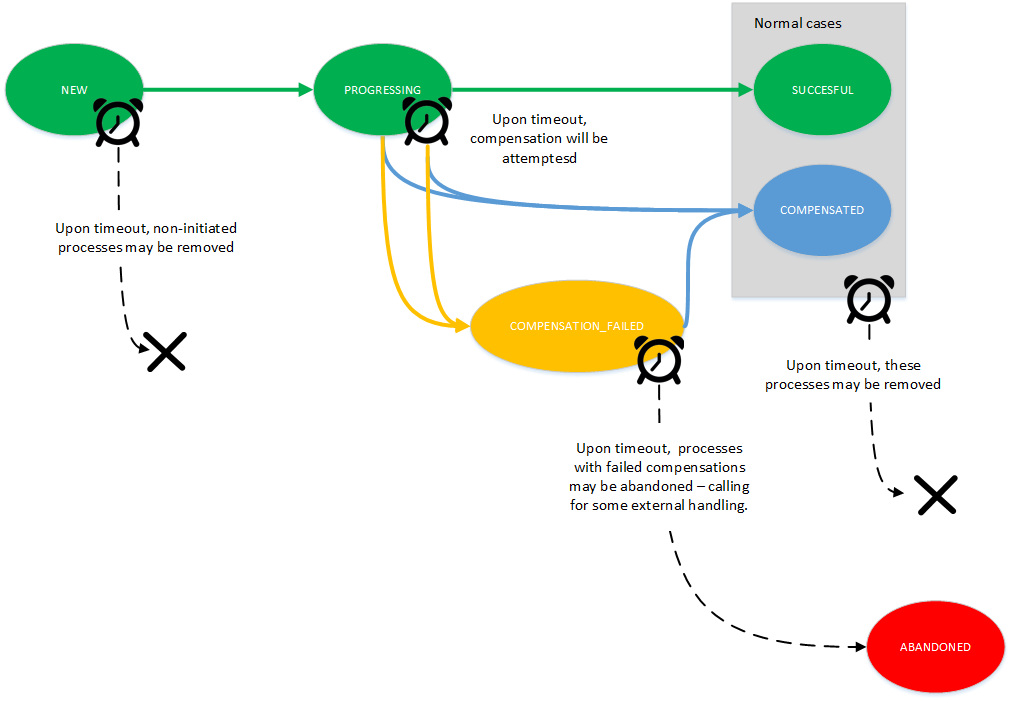 Normal cases
NEW
PROGRESSING
SUCCESFUL
Upon timeout,
compensation will be
attemptesd
COMPENSATED
Upon timeout, non-initiated
processes may be removed
COMPENSATION_FAILED
Upon timeout, these
processes may be removed
Upon timeout,  processes
with failed compensations
may be abandoned – calling
for some external handling.
ABANDONED